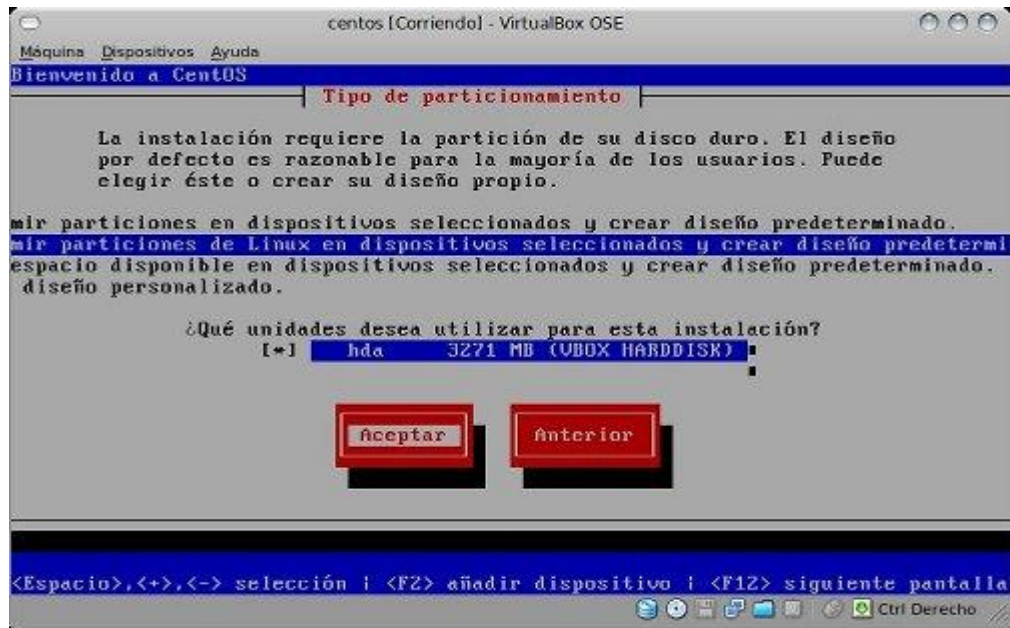 centos [Corriendo] - VirtualBox OSE
Máquina Dispositivos Ayuda
Bienvenido a CentOS
Tipo de particionamiento
La instalación requiere la partición de su disco duro. El diseño
por defecto es razonable para la mayoría de los usuarios. Puede
elegir éste o crear su diseño propio.
mir particiones en dispositivos seleccionados y crear diseño predeterminado.
mir particiones de Linux en dispositivos seleccionados y crear diseño predetermi
espacio disponible en dispositivos seleccionados y crear diseño predeterminado.
diseño personalizado.
¿Qué unidades desea utilizar para esta instalación?
[*] hda 3271 MB (VBOX HARDDISK)
Aceptar Anterior
<Espacio>,<+>,<-> selección | <F2> añadir dispositivo | <F12> siguiente pantalla
Ctrl Derecho